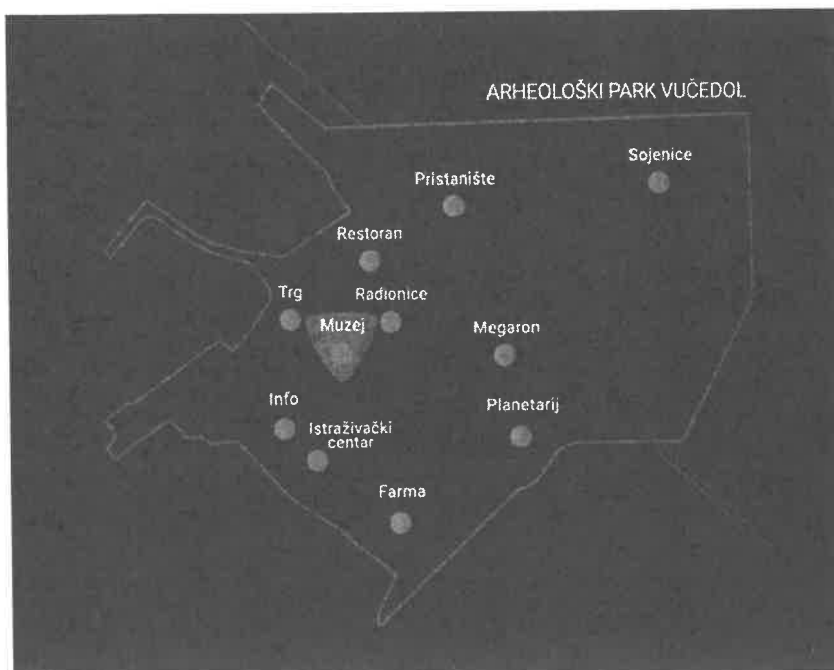 ARHEOLOŠKI PARK VUČEDOL
Sojenice
Pristanište
Restoran
Trg
Radionice
Muzej
Megaron
Info
Planetarij
Istraživački
centar
Farma